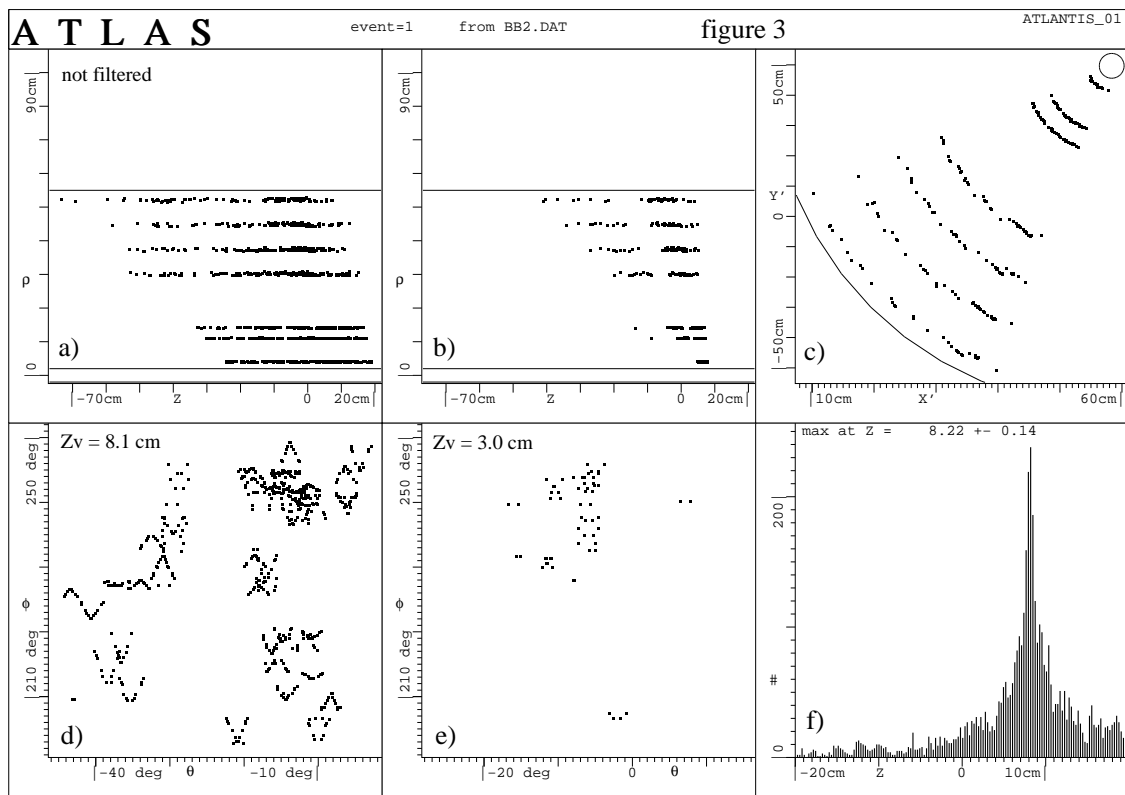 A T L A S event=1 from BB2.DAT figure 3 ATLANTIS_01
not filtered
90cm|
ρ
0
a)
|-70cm Z 0 20cm|
90cm|
ρ
0
b)
|-70cm Z 0 20cm|
50cm|
Y'
0
|-50cm
c)
|10cm X' 60cm|
Zv = 8.1 cm
250 deg|
φ
|210 deg
d)
|-40 deg θ -10 deg|
Zv = 3.0 cm
250 deg|
φ
|210 deg
e)
|-20 deg 0 θ
max at Z = 8.22 +- 0.14
200|
#
0
f)
|-20cm Z 0 10cm|